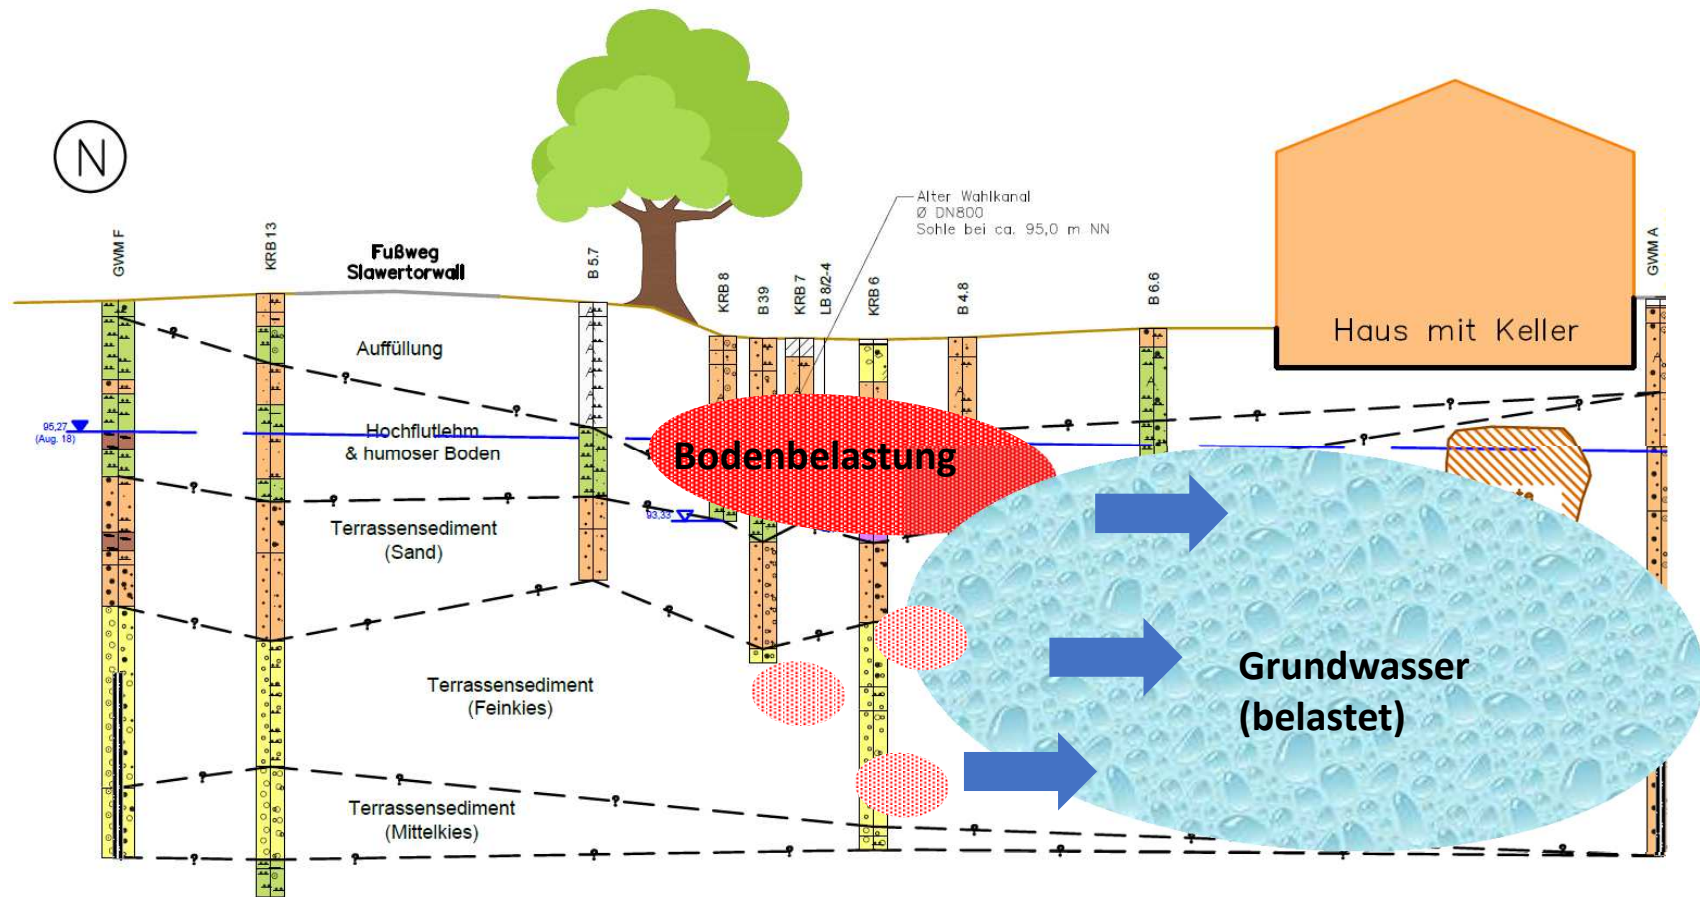 N
Alter Wahlkanal
Ø DN800
Sohle bei ca. 95,0 m NN
GWM F
KRB 13
Fußweg
Slawertorwall
B 5.7
KRB 8
B 39
KRB 7
LB 8/2-4
KRB 6
B 4.8
B 6.6
GWM A
Haus mit Keller
Auffüllung
95,27
(Aug. 18)
Hochflutlehm
& humoser Boden
Bodenbelastung
93,33
Terrassensediment
(Sand)
Terrassensediment
(Feinkies)
Grundwasser
(belastet)
Terrassensediment
(Mittelkies)